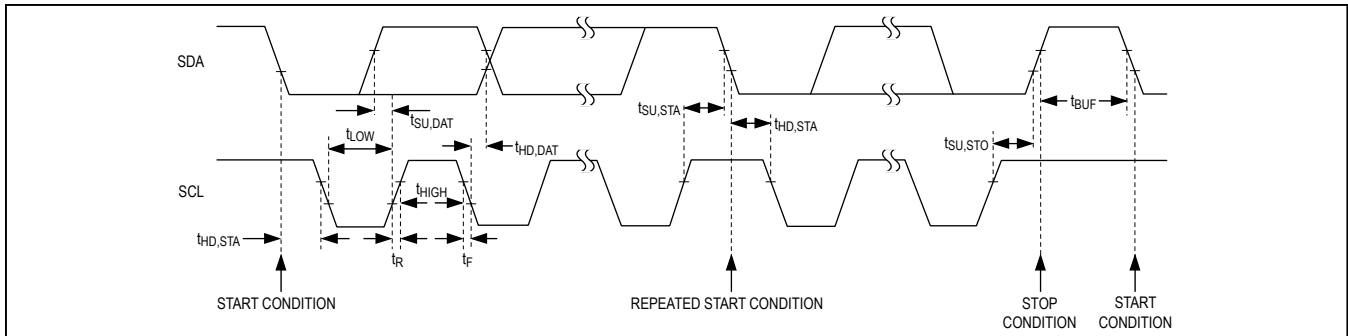 SDA
tSU,DAT
tLOW
tHD,DAT
tSU,STA
tHD,STA
tBUF
tSU,STO
SCL
tHIGH
tHD,STA
tR
tF
START CONDITION
REPEATED START CONDITION
STOP
CONDITION
START
CONDITION